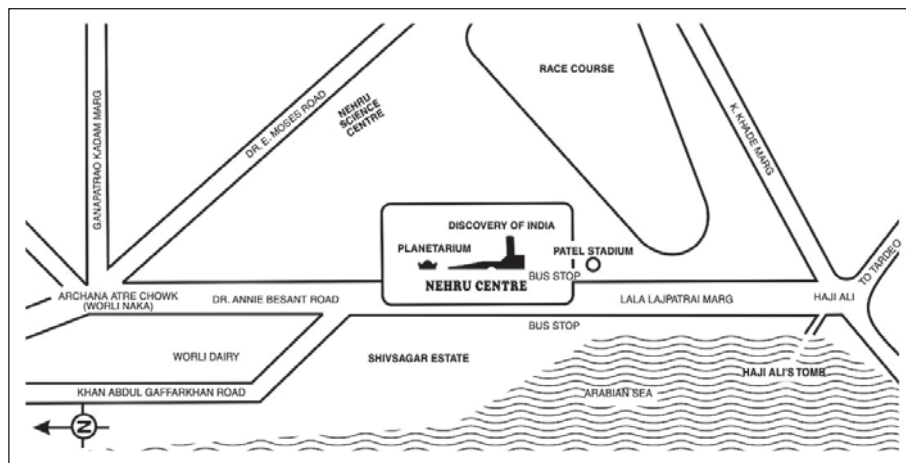 RACE COURSE
GANAPATRAO KADAM MARG
DR. E. MOSES ROAD
NEHRU
SCIENCE
CENTRE
K. KHADE MARG
DISCOVERY OF INDIA
PLANETARIUM
PATEL STADIUM
BUS STOP
NEHRU CENTRE
TO TARDEO
ARCHANA ATRE CHOWK
(WORLI NAKA)
DR. ANNIE BESANT ROAD
LALA LAJPATRAI MARG
HAJI ALI
BUS STOP
WORLI DAIRY
SHIVSAGAR ESTATE
HAJI ALI'S TOMB
KHAN ABDUL GAFFARKHAN ROAD
ARABIAN SEA
N